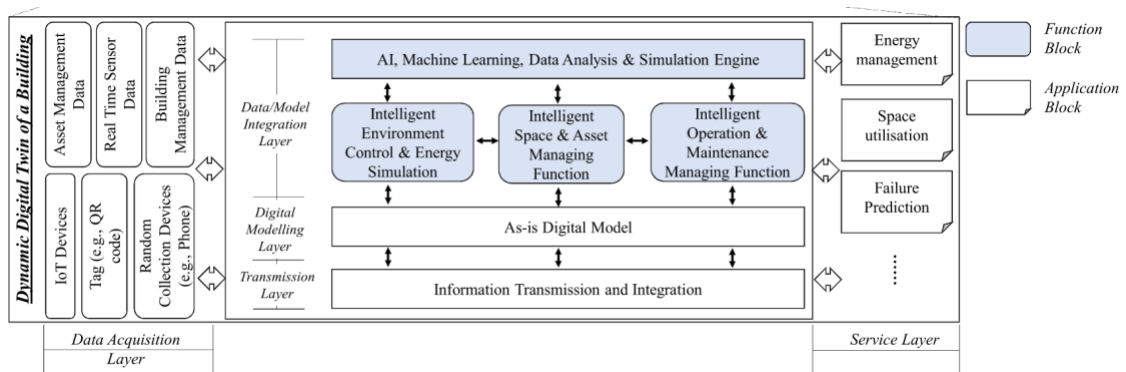 Dynamic Digital Twin of a Building
Asset Management
Data
Real Time Sensor
Data
Building
Management Data
IoT Devices
Tag (e.g., QR
code)
Random
Collection Devices
(e.g., Phone)
Data Acquisition
Layer
Data/Model
Integration
Layer
Digital
Modelling
Layer
Transmission
Layer
AI, Machine Learning, Data Analysis & Simulation Engine
Intelligent
Environment
Control & Energy
Simulation
Intelligent
Space & Asset
Managing
Function
Intelligent
Operation &
Maintenance
Managing Function
As-is Digital Model
Information Transmission and Integration
Energy
management
Space
utilisation
Failure
Prediction
......
Service Layer
Function
Block
Application
Block